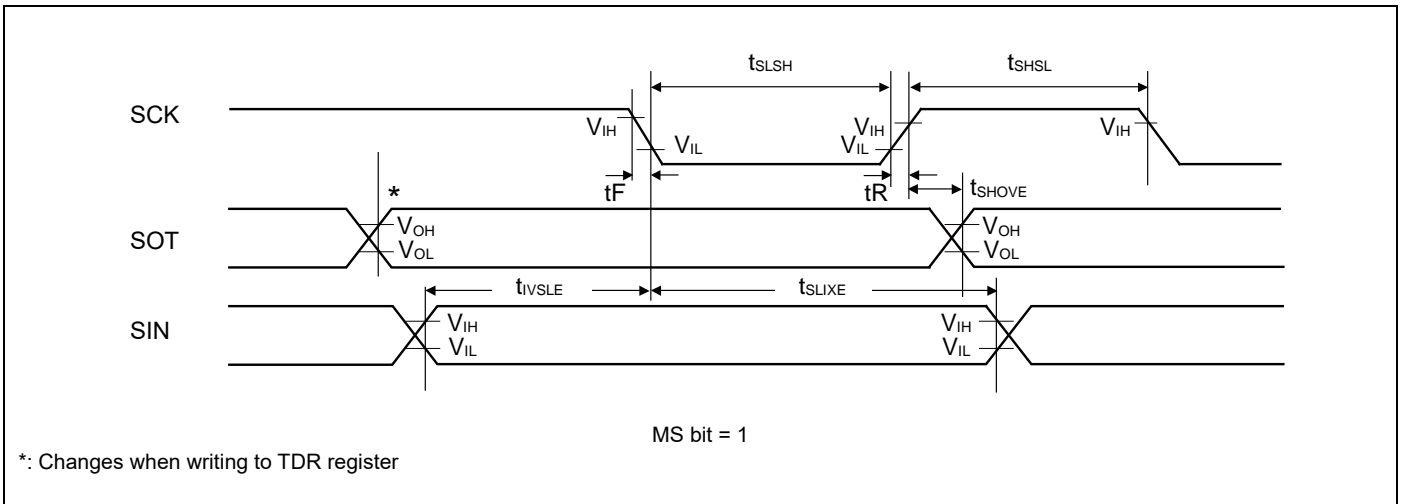 tSLSH tSHSL
SCK
VIH VIL VIH VIL VIH
tF tR tSHOVE
*
SOT
VOH VOH
VOL VOL
tIVSLE tSLIXE
SIN
VIH VIH
VIL VIL
MS bit = 1
*: Changes when writing to TDR register